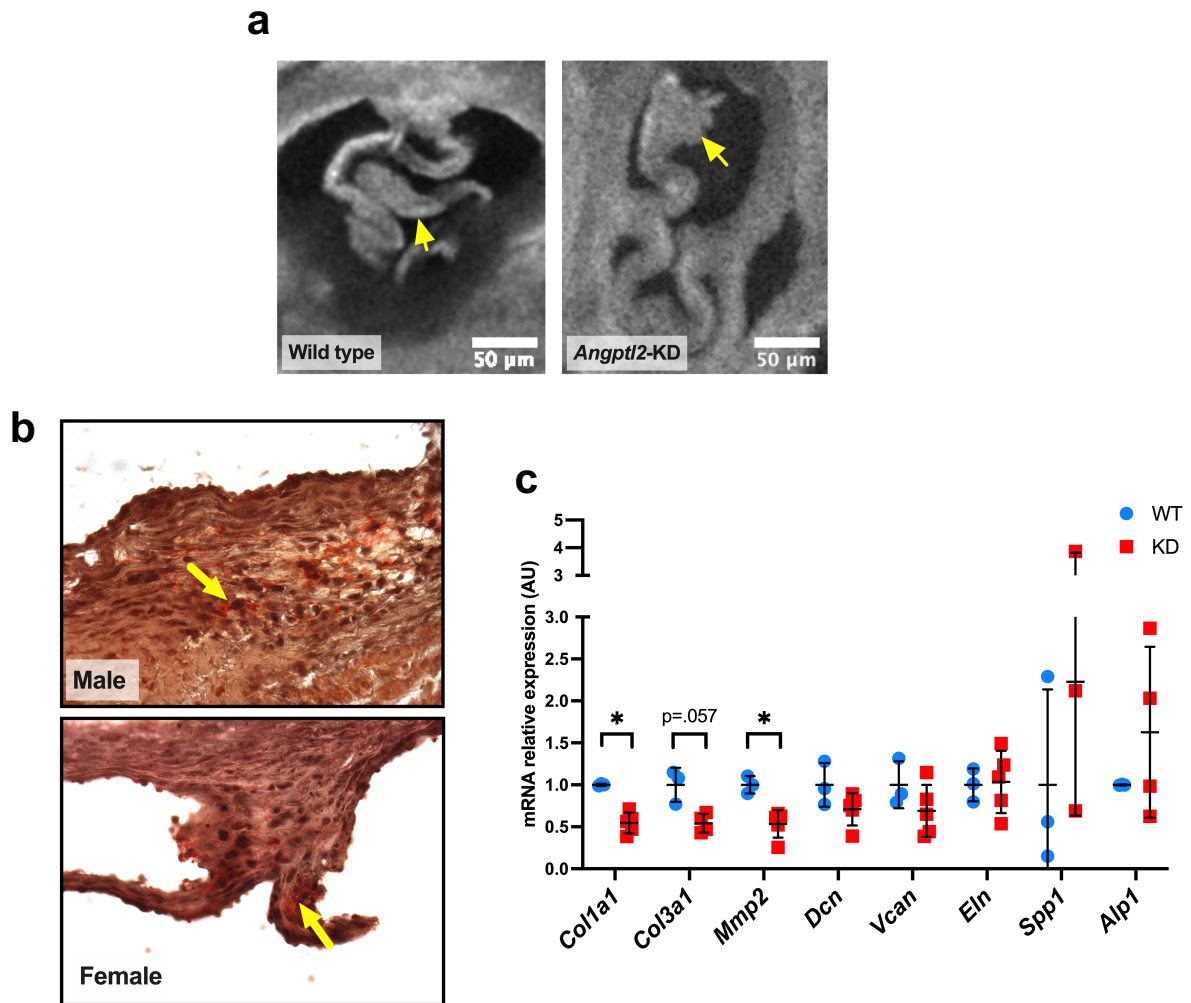 a
Wild type
50 µm
Angptl2-KD
50 µm
b
Male
Female
c
WT
KD
mRNA relative expression (AU)
5
4
3
3.0
2.5
2.0
1.5
1.0
0.5
0.0
*
p=.057
*
Col1a1
Col3a1
Mmp2
Dcn
Vcan
Eln
Spp1
Alp1